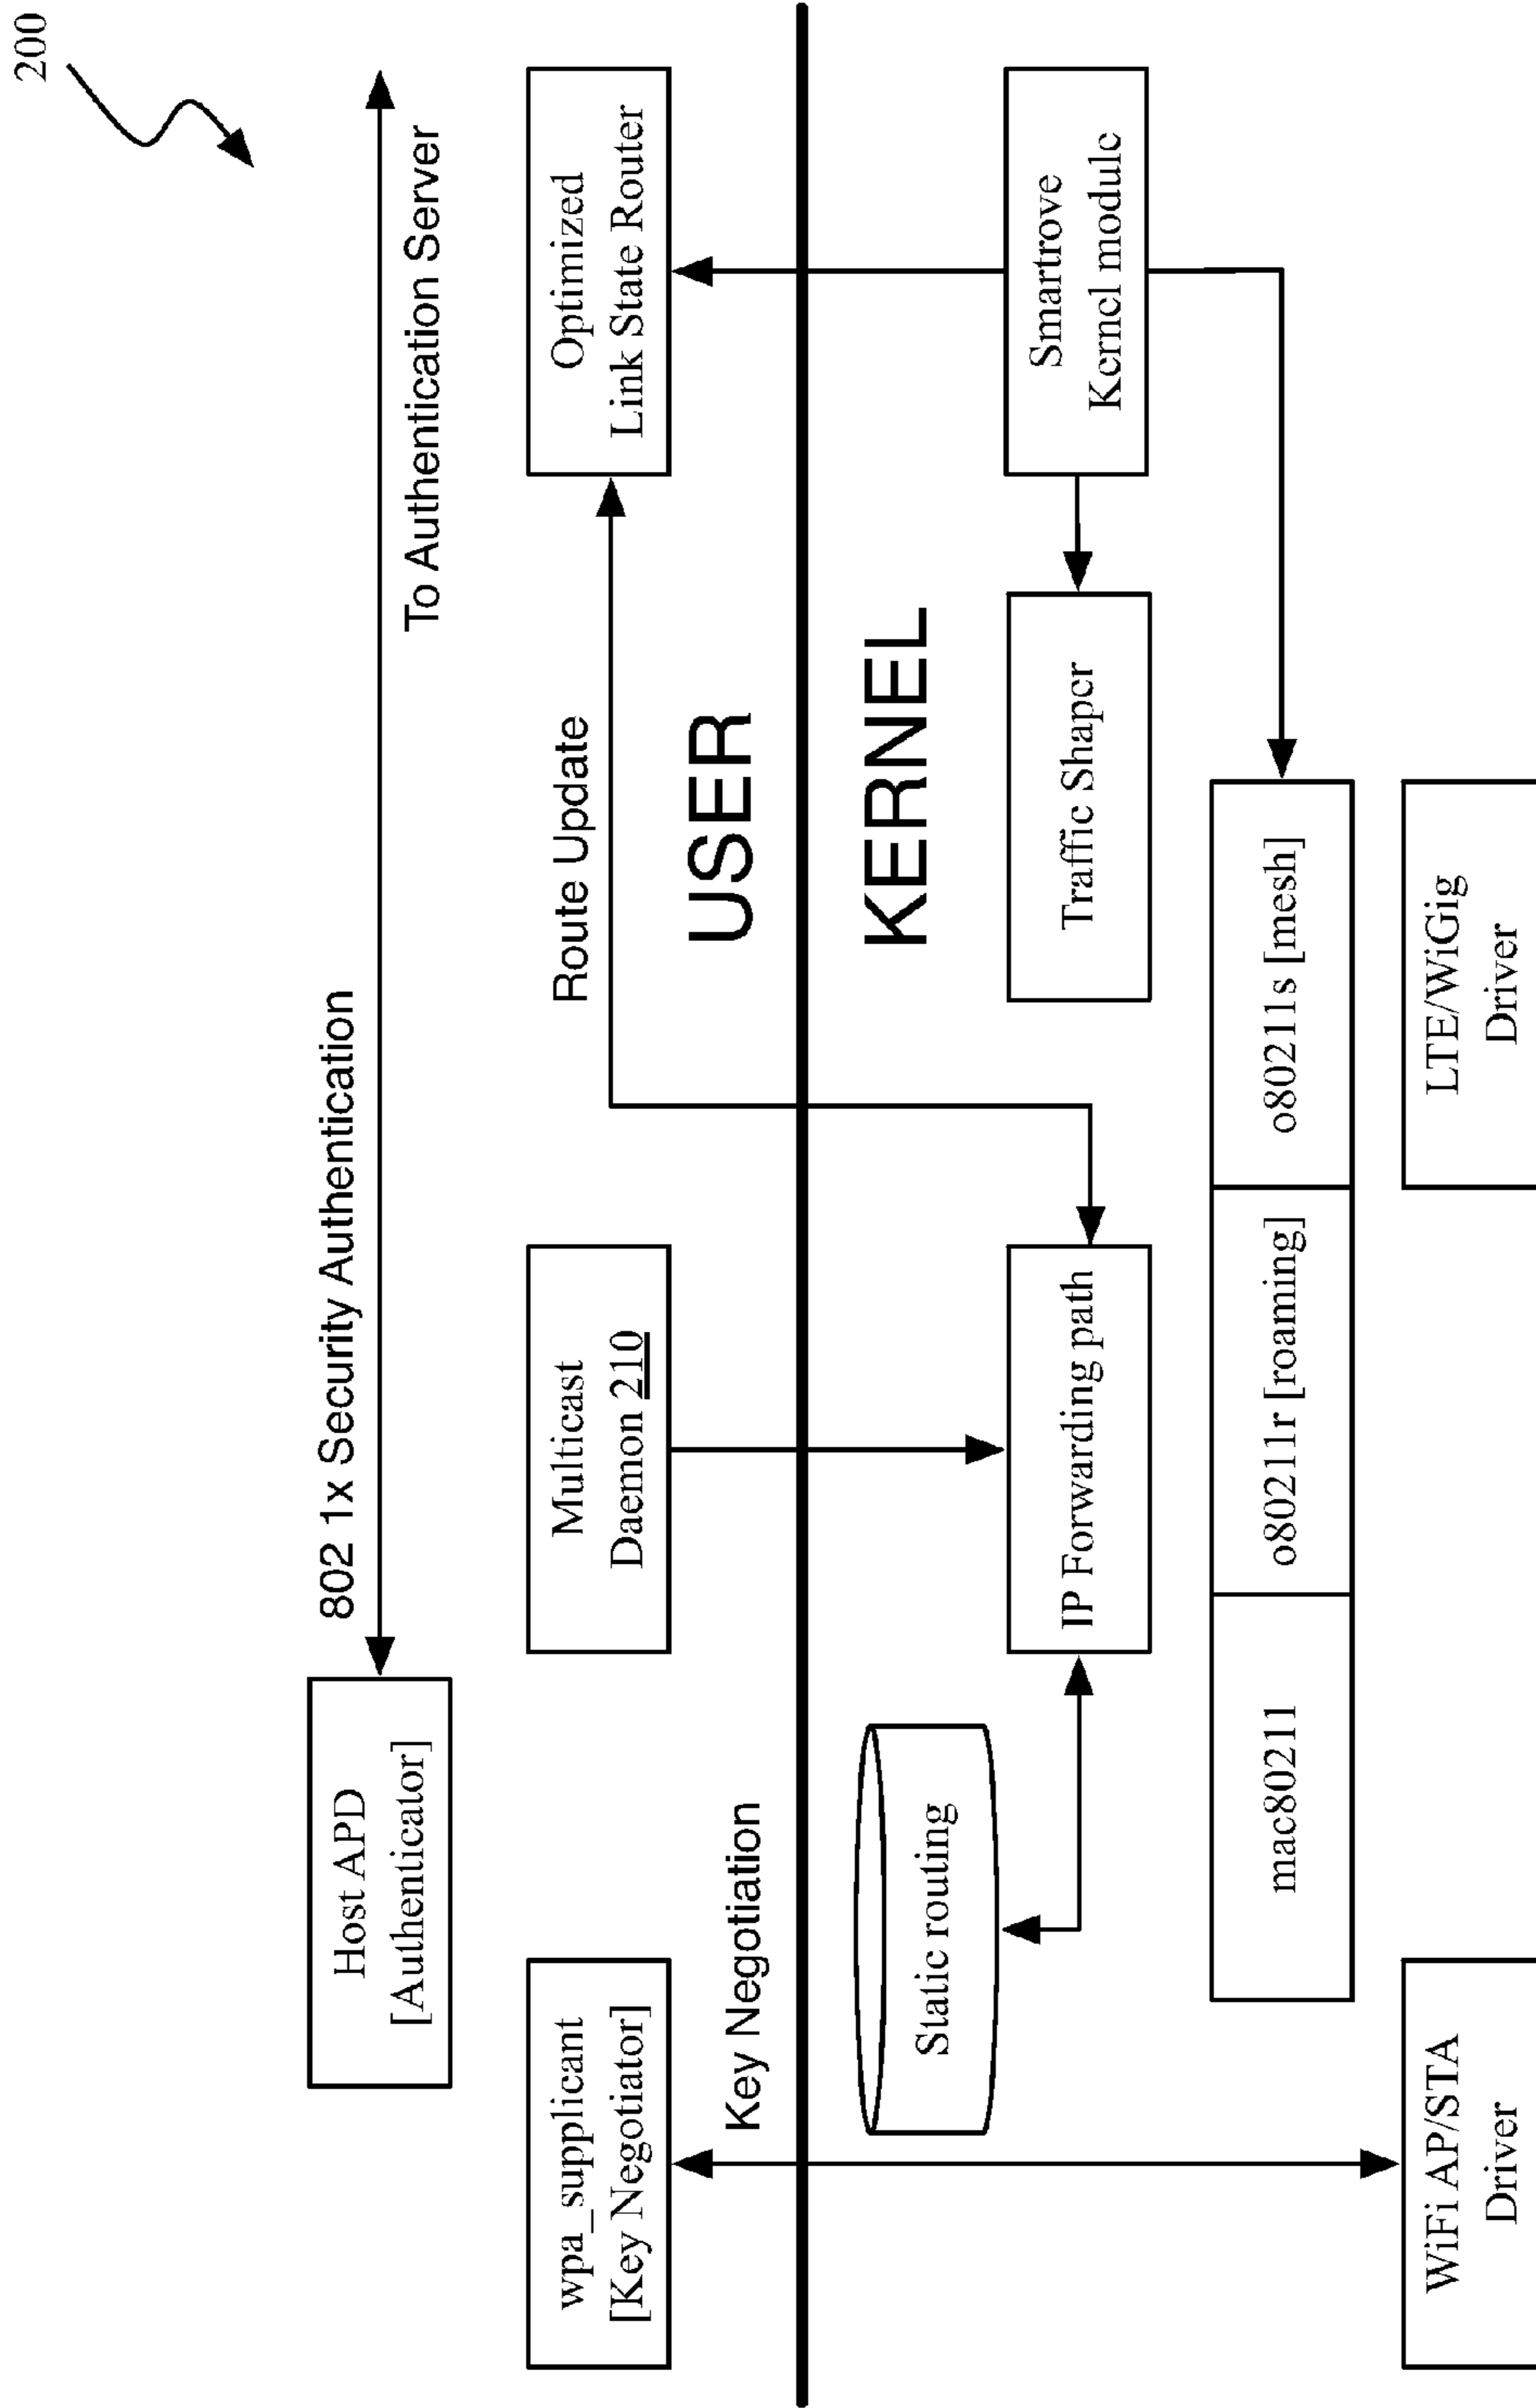 200
802 1x Security Authentication
Host APD
[Authenticator]
To Authentication Server
wpa_supplicant
[Key Negotiator]
Multicast
Daemon 210
Route Update
Optimized
Link State Router
Key Negotiation
USER
KERNEL
Static routing
IP Forwarding path
Traffic Shaper
Smartrove
Kernel module
mac80211
o80211r [roaming]
o80211s [mesh]
WiFi AP/STA
Driver
LTE/WiGig
Driver